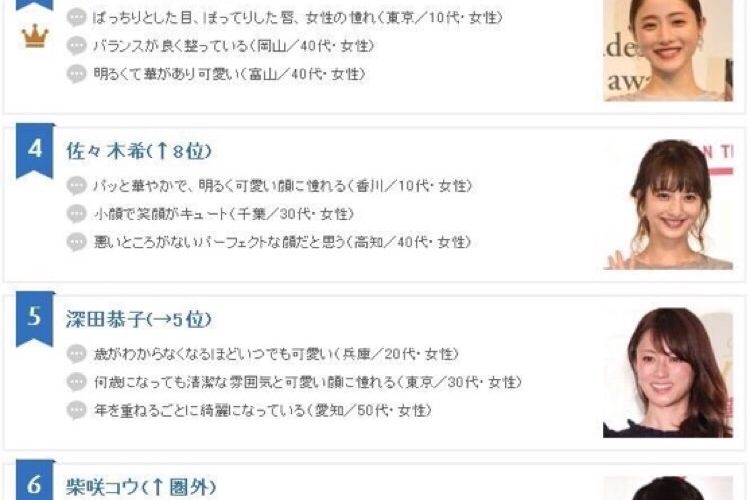 ぱっちりとした目、ぽってりした唇、女性の憧れ(東京/10代・女性)
バランスが良く整っている(岡山/40代・女性)
明るくて華があり可愛い(富山/40代・女性)
de
awa
4
佐々木希(↑8位)
パッと華やかで、明るく可愛い顔に憧れる(香川/10代・女性)
小顔で笑顔がキュート(千葉/30代・女性)
悪いところがないパーフェクトな顔だと思う(高知/40代・女性)
ON T
5
深田恭子(→5位)
歳がわからなくなるほどいつでも可愛い(兵庫/20代・女性)
何歳になっても清潔な雰囲気と可愛い顔に憧れる(東京/30代・女性)
年を重ねるごとに綺麗になっている(愛知/50代・女性)
6
柴咲コウ(↑圏外)